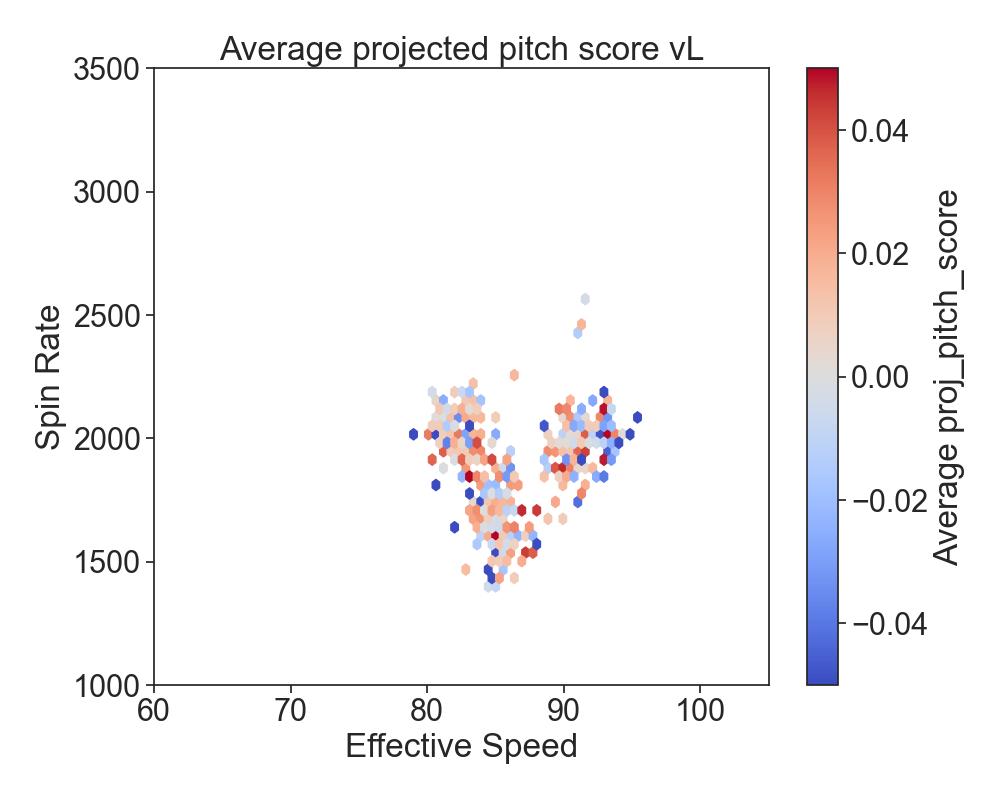 Average projected pitch score vL
3500
3000
2500
2000
1500
1000
Spin Rate
60 70 80 90 100
Effective Speed
0.04
0.02
0.00
−0.02
−0.04
Average proj_pitch_score